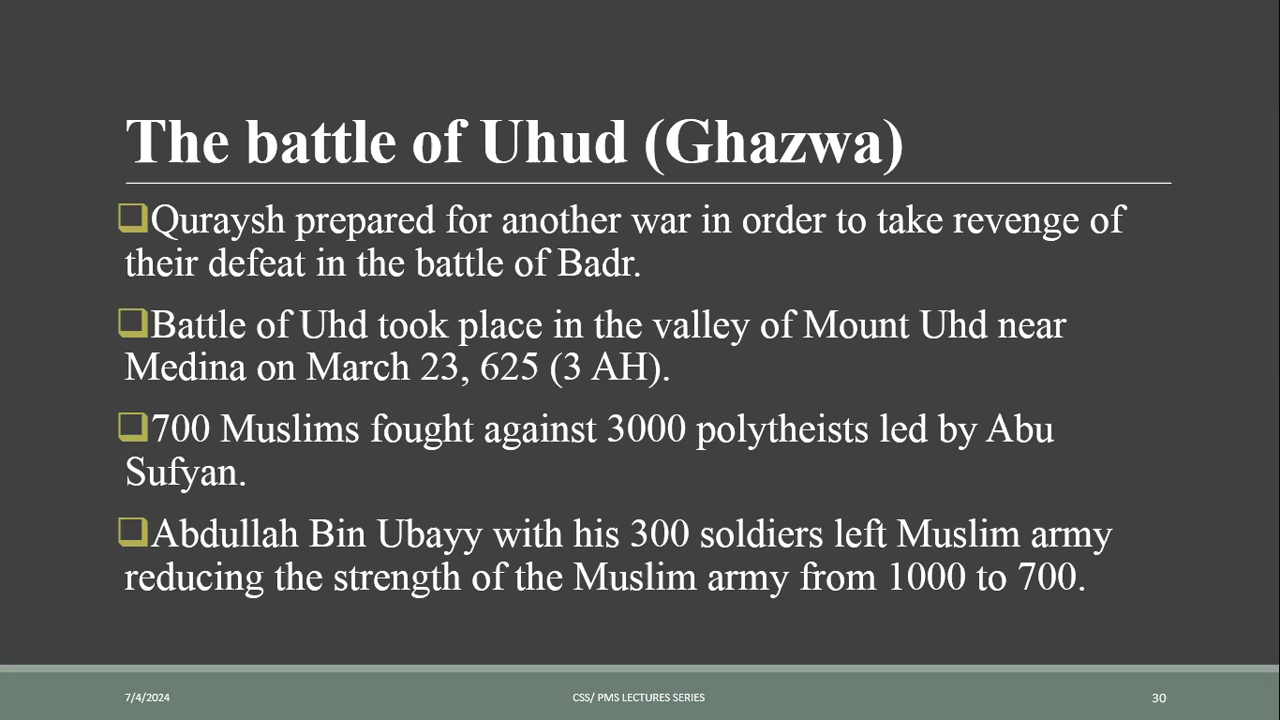 The battle of Uhud (Ghazwa)
Quraysh prepared for another war in order to take revenge of
their defeat in the battle of Badr.
Battle of Uhd took place in the valley of Mount Uhd near
Medina on March 23, 625 (3 AH).
700 Muslims fought against 3000 polytheists led by Abu
Sufyan.
Abdullah Bin Ubayy with his 300 soldiers left Muslim army
reducing the strength of the Muslim army from 1000 to 700.
7/4/2024
CSS/ PMS LECTURES SERIES
30